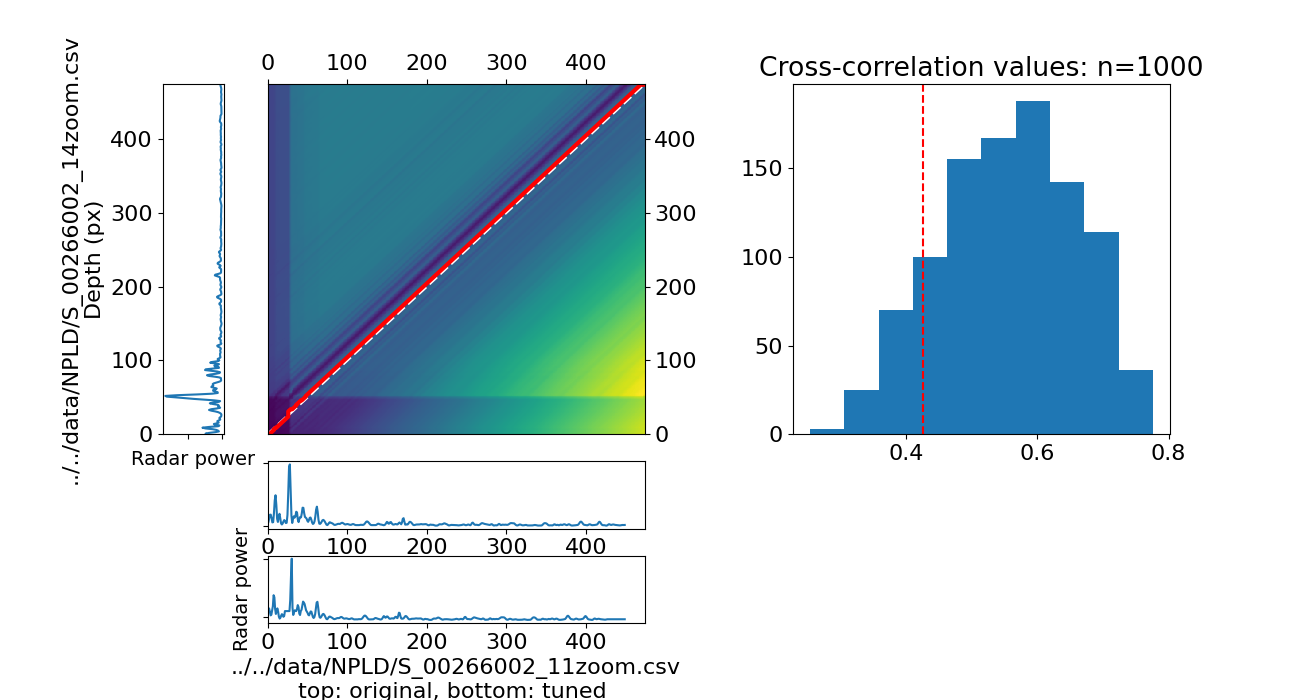 0 100 200 300 400
Cross-correlation values: n=1000
../../data/NPLD/S_00266002_14zoom.csv
Depth (px)
400
300
200
100
0
400
300
200
100
0
150
100
50
0
0.4 0.6 0.8
Radar power
0 100 200 300 400
Radar power
0 100 200 300 400
../../data/NPLD/S_00266002_11zoom.csv
top: original, bottom: tuned